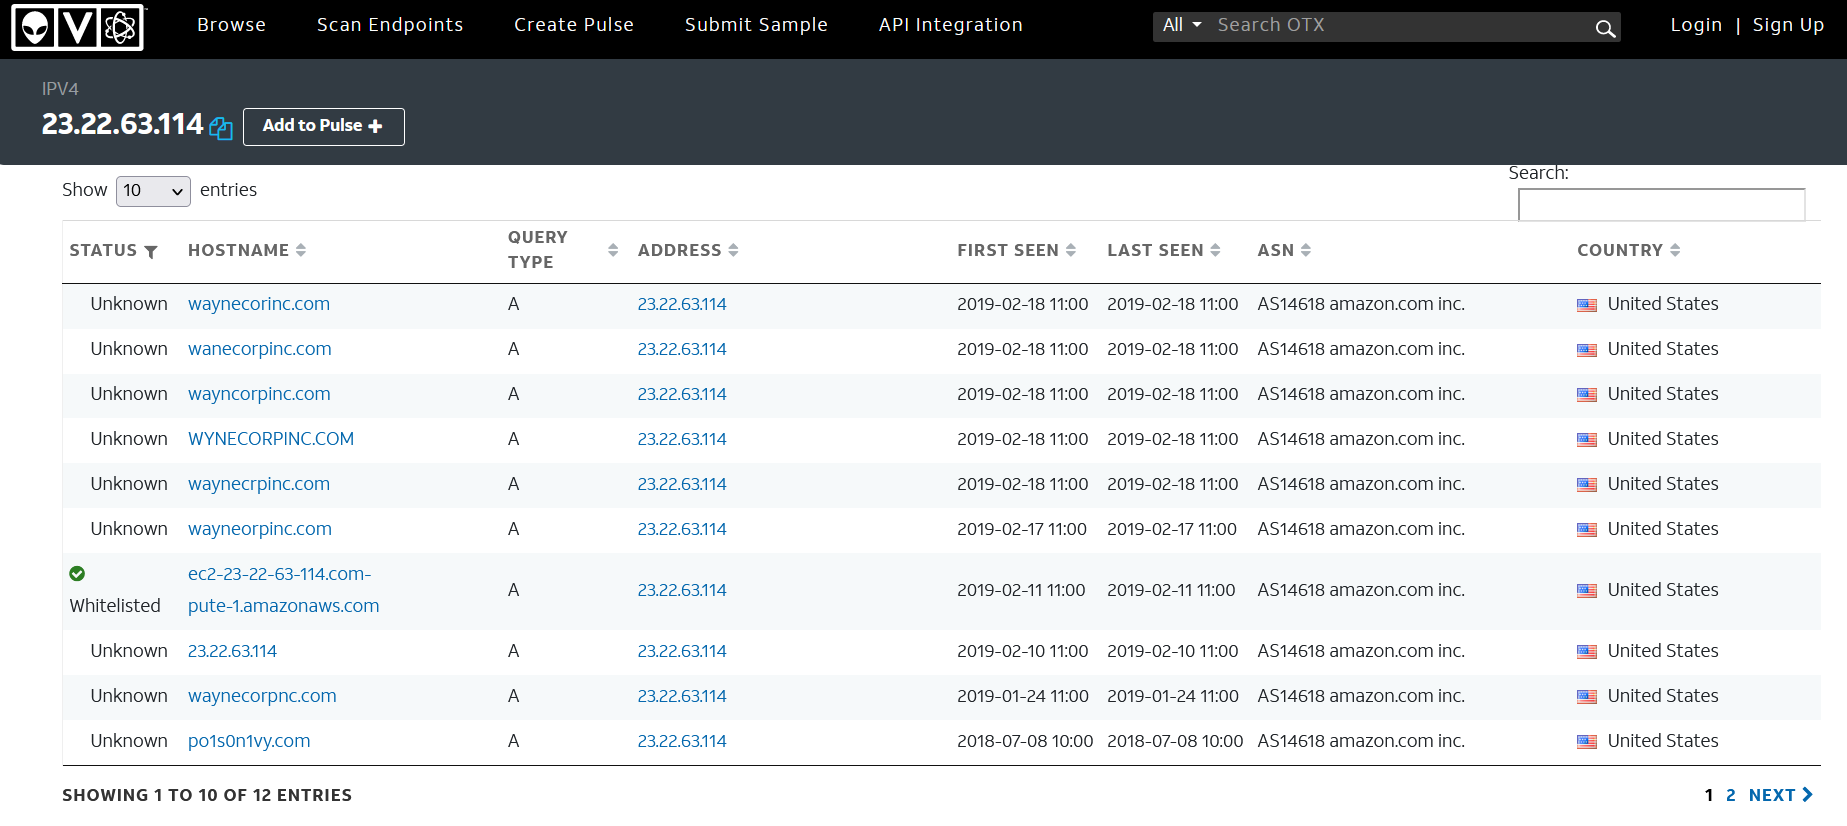 Browse Scan Endpoints Create Pulse Submit Sample API Integration All Search OTX Login | Sign Up
IPV4
23.22.63.114 Add to Pulse +
Show 10 entries Search:
STATUS HOSTNAME QUERY TYPE ADDRESS FIRST SEEN LAST SEEN ASN COUNTRY
Unknown waynecorinc.com A 23.22.63.114 2019-02-18 11:00 2019-02-18 11:00 AS14618 amazon.com inc. United States
Unknown wanecorpinc.com A 23.22.63.114 2019-02-18 11:00 2019-02-18 11:00 AS14618 amazon.com inc. United States
Unknown wayncorpinc.com A 23.22.63.114 2019-02-18 11:00 2019-02-18 11:00 AS14618 amazon.com inc. United States
Unknown WYNECORPINC.COM A 23.22.63.114 2019-02-18 11:00 2019-02-18 11:00 AS14618 amazon.com inc. United States
Unknown waynecrpinc.com A 23.22.63.114 2019-02-18 11:00 2019-02-18 11:00 AS14618 amazon.com inc. United States
Unknown wayneorpinc.com A 23.22.63.114 2019-02-17 11:00 2019-02-17 11:00 AS14618 amazon.com inc. United States
Whitelisted ec2-23-22-63-114.com-
pute-1.amazonaws.com A 23.22.63.114 2019-02-11 11:00 2019-02-11 11:00 AS14618 amazon.com inc. United States
Unknown 23.22.63.114 A 23.22.63.114 2019-02-10 11:00 2019-02-10 11:00 AS14618 amazon.com inc. United States
Unknown waynecorpnc.com A 23.22.63.114 2019-01-24 11:00 2019-01-24 11:00 AS14618 amazon.com inc. United States
Unknown po1s0n1vy.com A 23.22.63.114 2018-07-08 10:00 2018-07-08 10:00 AS14618 amazon.com inc. United States
SHOWING 1 TO 10 OF 12 ENTRIES 1 2 NEXT